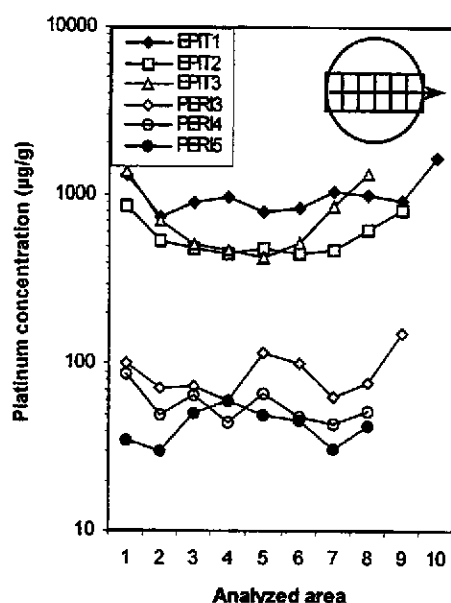 10000
1000
100
10
Platinum concentration (µg/g)
EPIT1
EPIT2
EPIT3
PERI3
PERI4
PERI5
1 2 3 4 5 6 7 8 9 10
Analyzed area